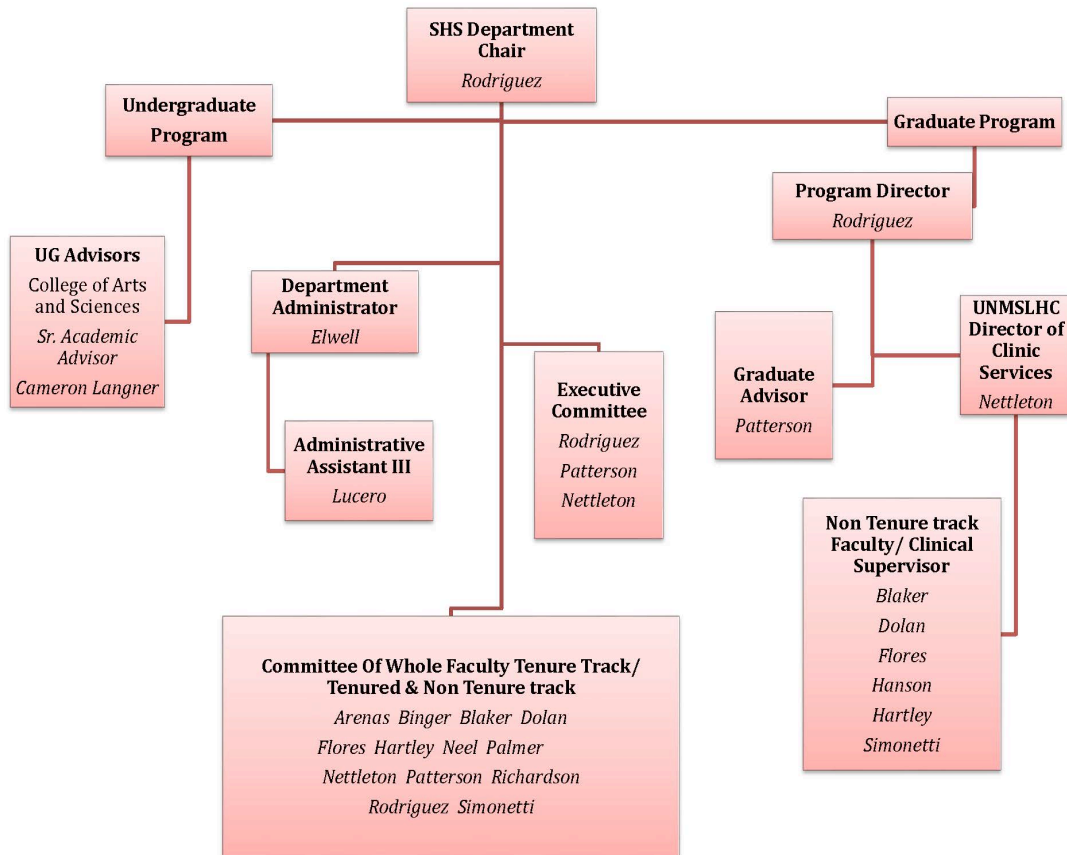 SHS Department
Chair
Rodriguez
Undergraduate
Program
Graduate Program
Program Director
Rodriguez
UG Advisors
College of Arts
and Sciences
Sr. Academic
Advisor
Cameron Langner
Department
Administrator
Elwell
Administrative
Assistant III
Lucero
Executive
Committee
Rodriguez
Patterson
Nettleton
Graduate
Advisor
Patterson
UNMSLHC
Director of
Clinic
Services
Nettleton
Non Tenure track
Faculty/ Clinical
Supervisor
Blaker
Dolan
Flores
Hanson
Hartley
Simonetti
Committee Of Whole Faculty Tenure Track/
Tenured & Non Tenure track
Arenas Binger Blaker Dolan
Flores Hartley Neel Palmer
Nettleton Patterson Richardson
Rodriguez Simonetti